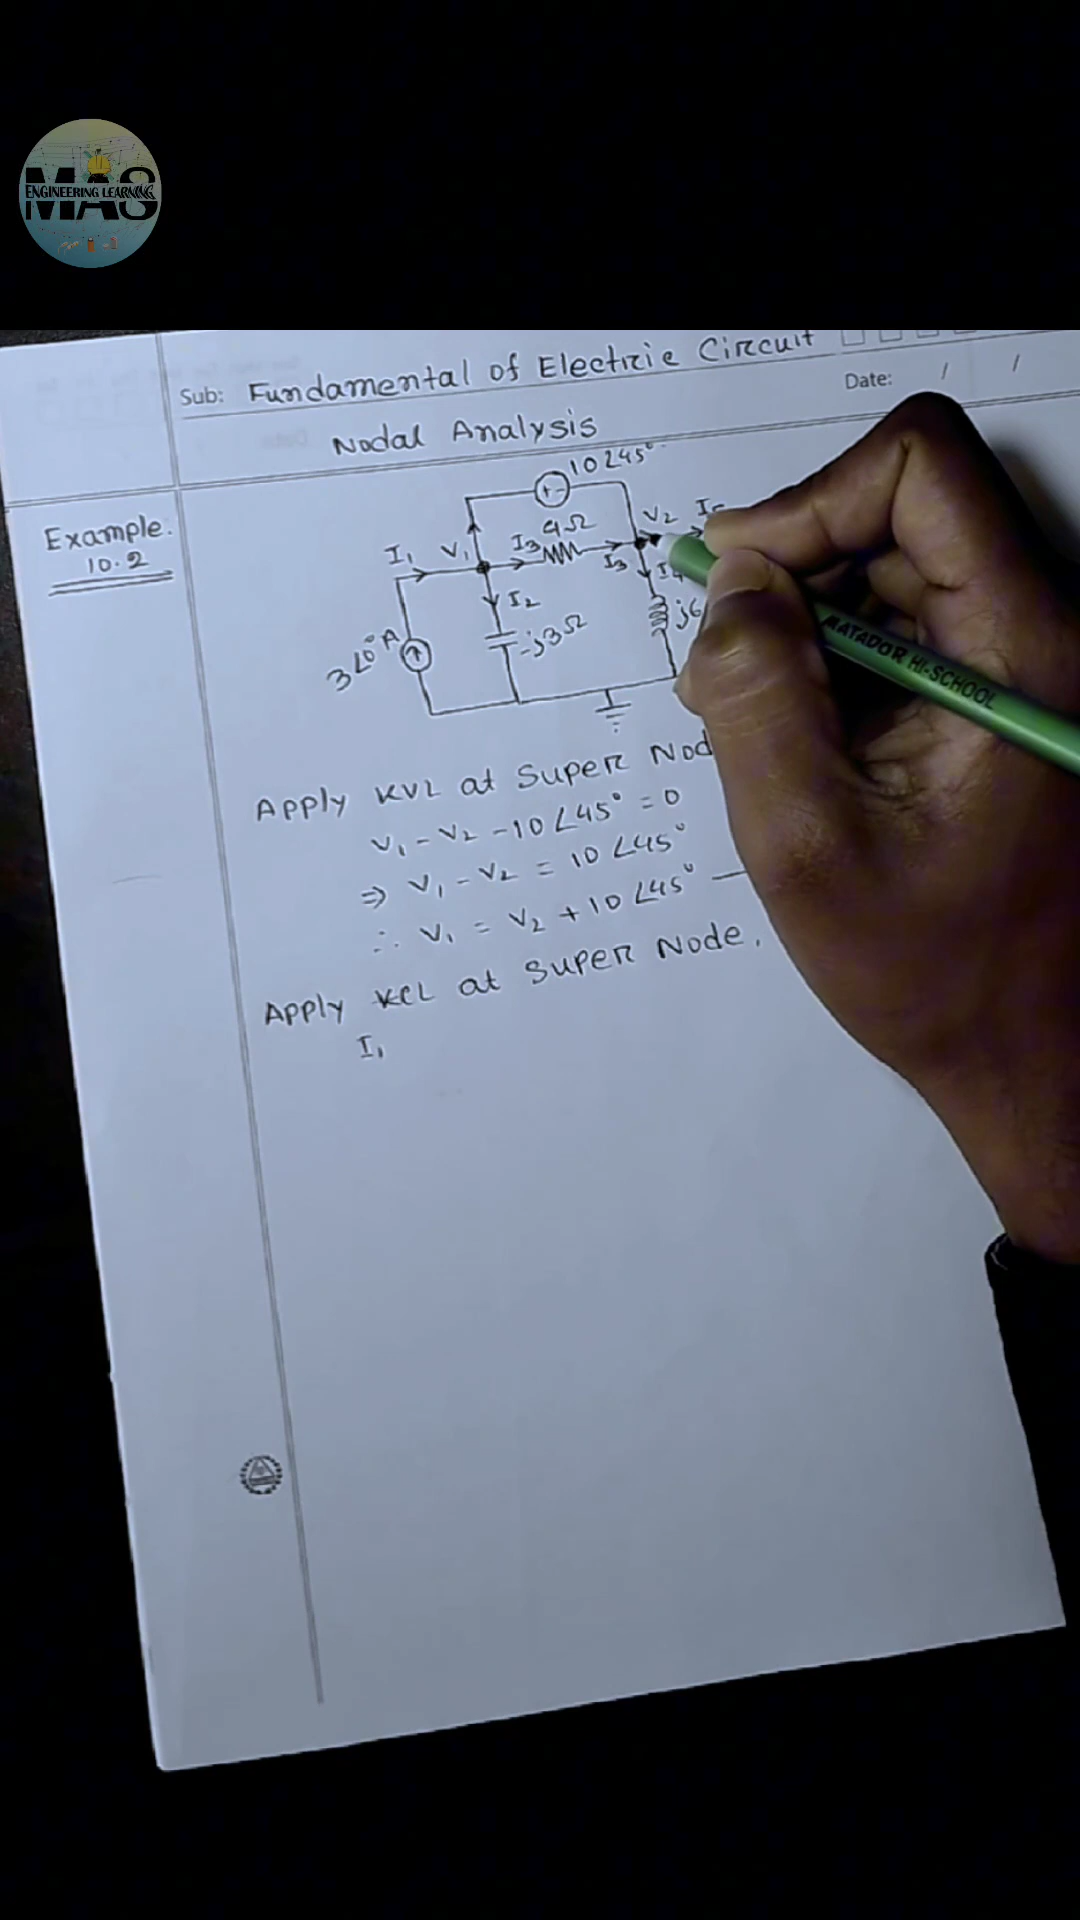 MAS
ENGINEERING LEARNING
Sub: Fundamental of Electric Circuit
Date: / /
Nodal Analysis
Example.
10.2
10∠45°
I₁ V₁ I₃ 4Ω V₂
I₃ I₄
I₂
3∠0° A -j3Ω j6
Apply KVL at Super Nod
V₁ - V₂ - 10∠45° = 0
⇒ V₁ - V₂ = 10∠45°
∴ V₁ = V₂ + 10∠45° —
Apply KCL at Super Node,
I₁
MATADOR HI-SCHOOL